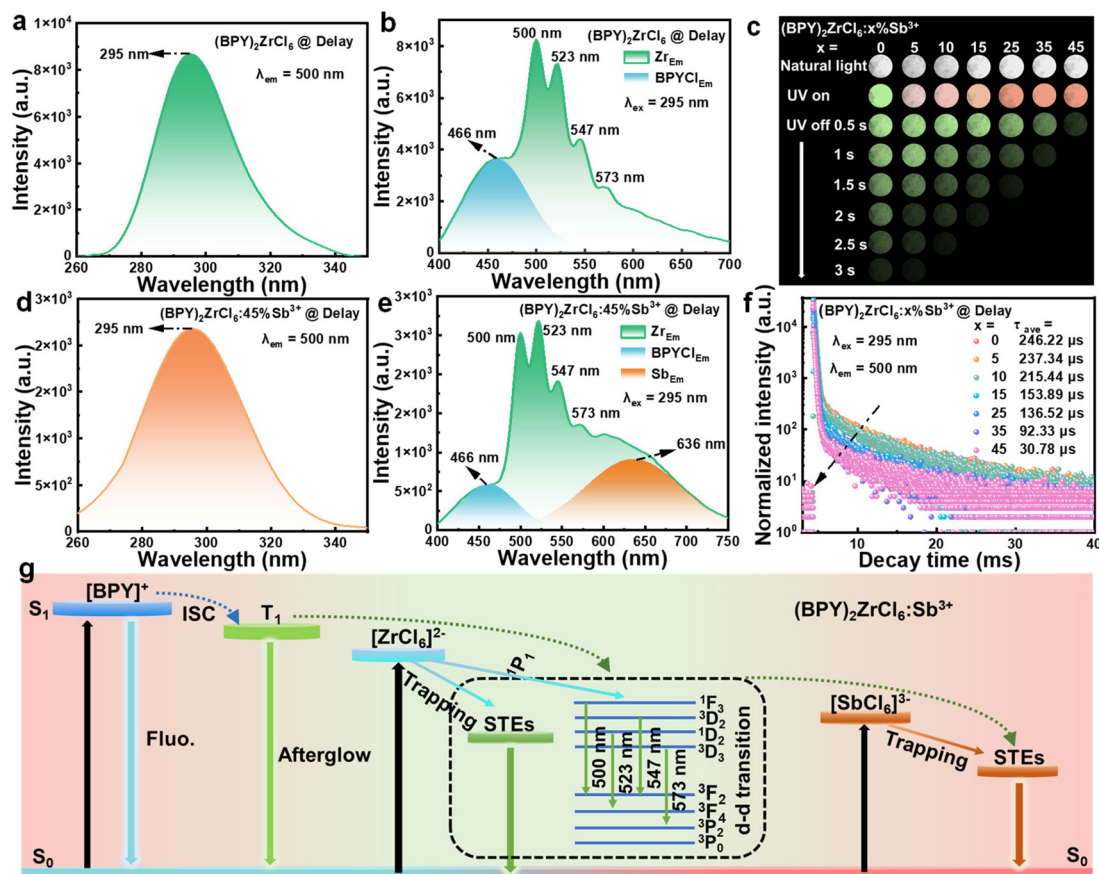 a
(BPY)₂ZrCl₆ @ Delay
295 nm
λem = 500 nm
Intensity (a.u.)
1×10⁴
8×10³
6×10³
4×10³
2×10³
0
260 280 300 320 340
Wavelength (nm)
b
500 nm
(BPY)₂ZrCl₆ @ Delay
523 nm
ZrEm
BPYClEm
λex = 295 nm
466 nm
547 nm
573 nm
Intensity (a.u.)
8×10³
6×10³
4×10³
2×10³
0
400 450 500 550 600 650 700
Wavelength (nm)
c
(BPY)₂ZrCl₆:x%Sb³⁺
x = 0 5 10 15 25 35 45
Natural light
UV on
UV off 0.5 s
1 s
1.5 s
2 s
2.5 s
3 s
d
(BPY)₂ZrCl₆:45%Sb³⁺ @ Delay
295 nm
λem = 500 nm
Intensity (a.u.)
2×10³
2×10³
1×10³
5×10²
0
260 280 300 320 340
Wavelength (nm)
e
(BPY)₂ZrCl₆:45%Sb³⁺ @ Delay
523 nm
500 nm
ZrEm
BPYClEm
SbEm
547 nm
λex = 295 nm
573 nm
636 nm
466 nm
Intensity (a.u.)
3×10³
3×10³
2×10³
2×10³
1×10³
5×10²
0
400 450 500 550 600 650 700 750
Wavelength (nm)
f
(BPY)₂ZrCl₆:x%Sb³⁺ @ Delay
x = τave =
λex = 295 nm
λem = 500 nm
0 246.22 μs
5 237.34 μs
10 215.44 μs
15 153.89 μs
25 136.52 μs
35 92.33 μs
45 30.78 μs
Normalized intensity (a.u.)
10⁴
10³
10²
10¹
10⁰
10 20 30 40
Decay time (ms)
g
[BPY]⁺
S₁
ISC
T₁
(BPY)₂ZrCl₆:Sb³⁺
[ZrCl₆]²⁻
¹P₁
Trapping
STEs
¹F₃
³D₂
¹D₂
³D₃
500 nm
523 nm
547 nm
573 nm
³F₂
³F₄
³P₂
³P₀
d-d transition
[SbCl₆]³⁻
Trapping
STEs
Fluo.
Afterglow
S₀
S₀